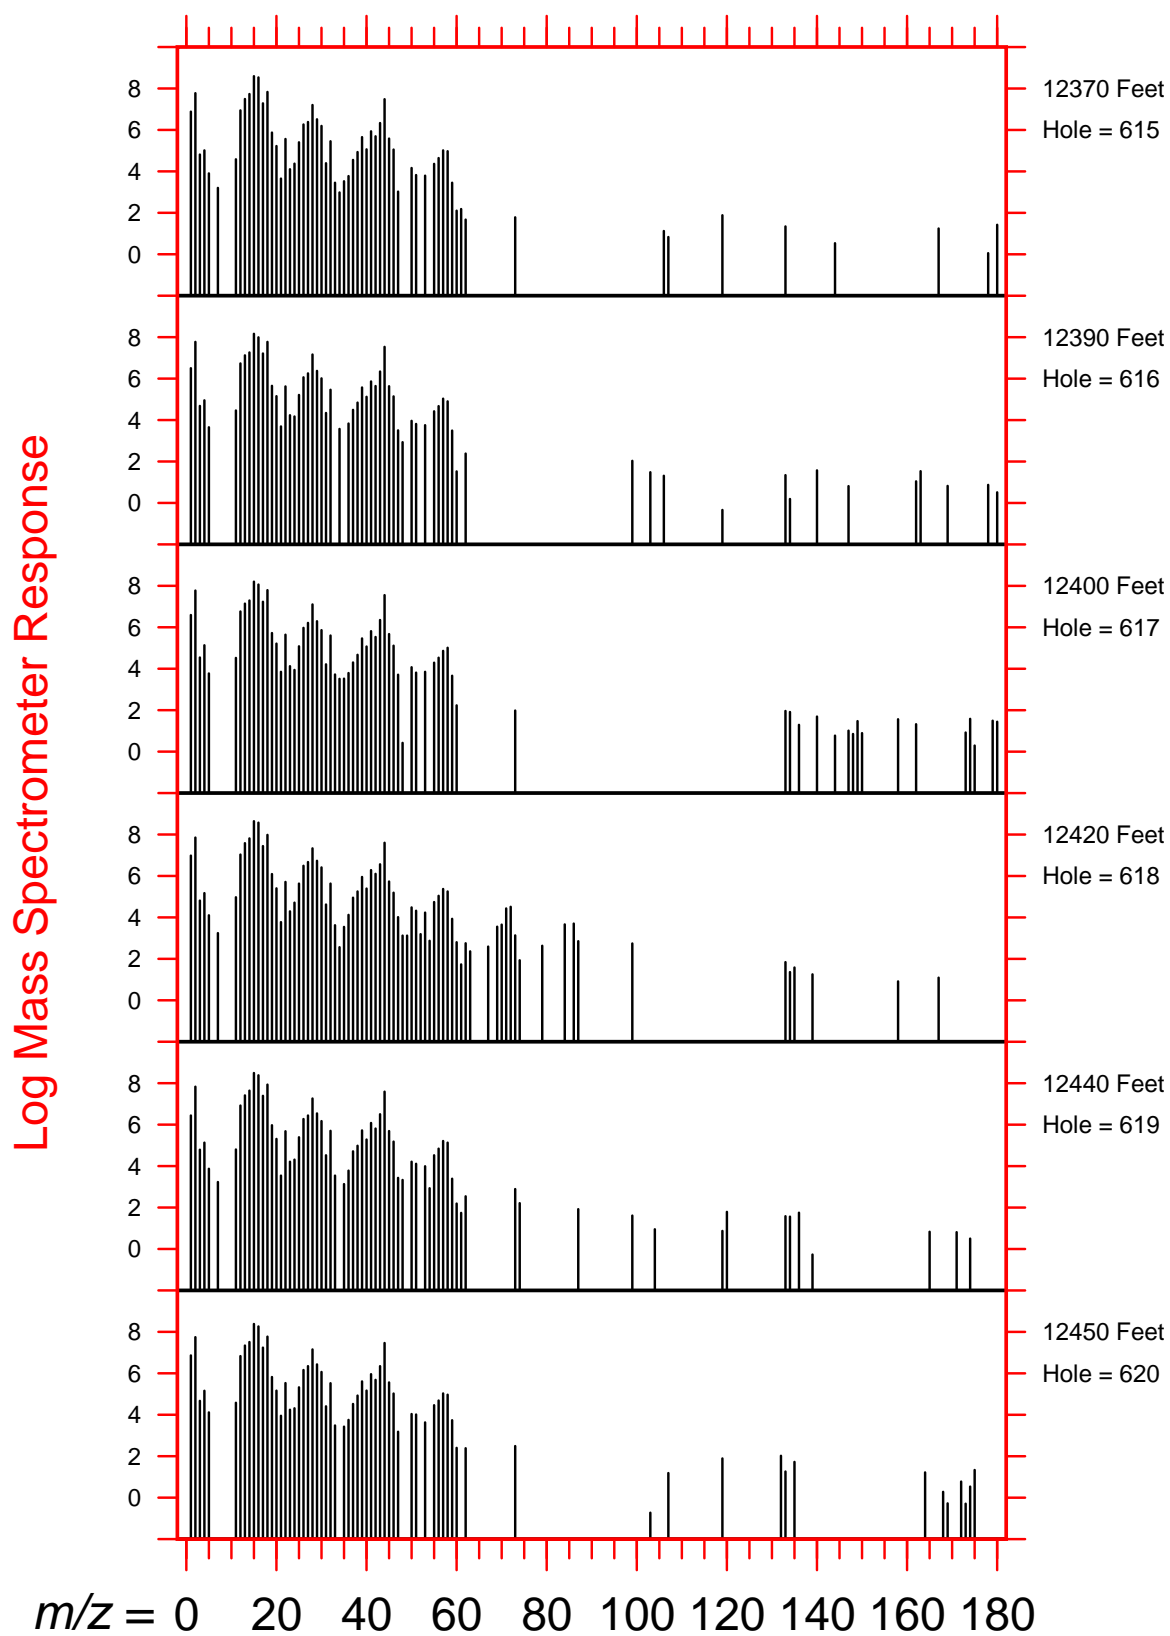 8
6
4
2
0
12370 Feet
Hole = 615
8
6
4
2
0
12390 Feet
Hole = 616
8
6
4
2
0
12400 Feet
Hole = 617
8
6
4
2
0
12420 Feet
Hole = 618
8
6
4
2
0
12440 Feet
Hole = 619
8
6
4
2
0
12450 Feet
Hole = 620
Log Mass Spectrometer Response
m/z = 0 20 40 60 80 100 120 140 160 180